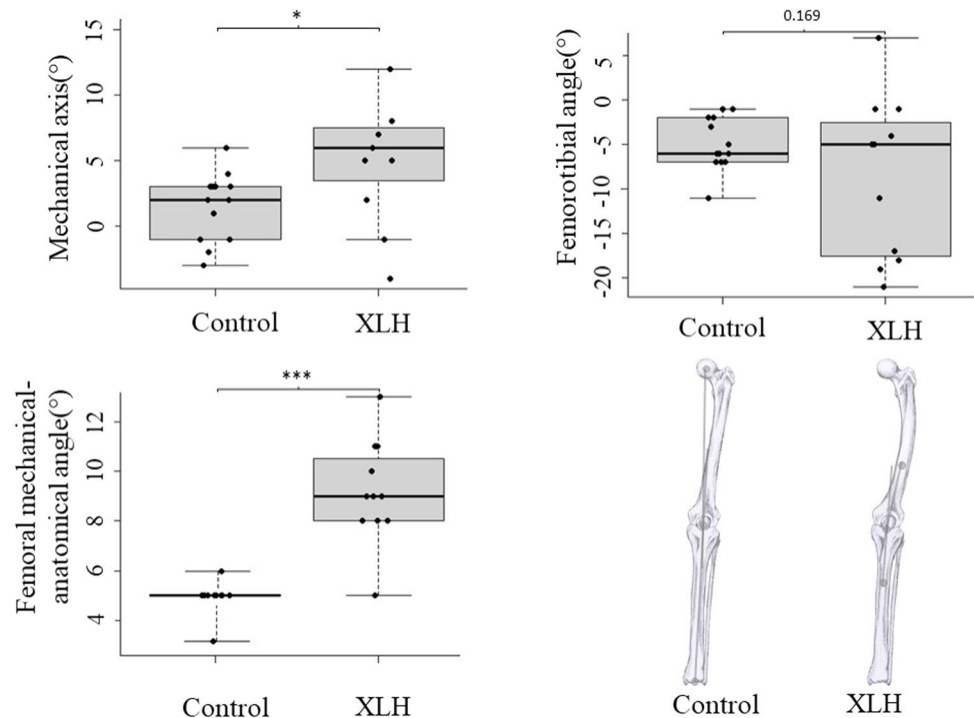 *
Mechanical axis(°)
15
10
5
0
Control XLH
0.169
Femorotibial angle(°)
5
0
-5
-10
-15
-20
Control XLH
***
Femoral mechanical-
anatomical angle(°)
12
10
8
6
4
Control XLH
Control XLH